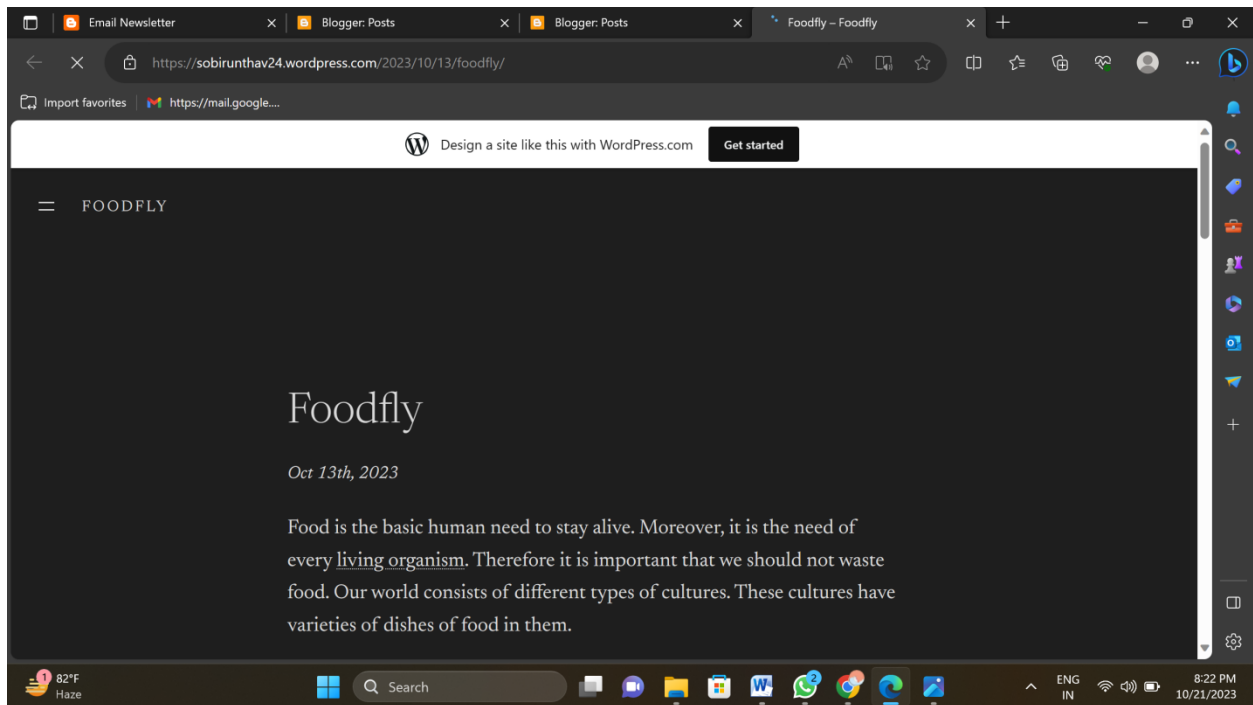 Email Newsletter
Blogger: Posts
Blogger: Posts
Foodfly – Foodfly
https://sobirunthav24.wordpress.com/2023/10/13/foodfly/
Import favorites
https://mail.google....
Design a site like this with WordPress.com
Get started
FOODFLY
Foodfly
Oct 13th, 2023
Food is the basic human need to stay alive. Moreover, it is the need of
every living organism. Therefore it is important that we should not waste
food. Our world consists of different types of cultures. These cultures have
varieties of dishes of food in them.
1
82°F
Haze
Search
2
ENG
IN
8:22 PM
10/21/2023